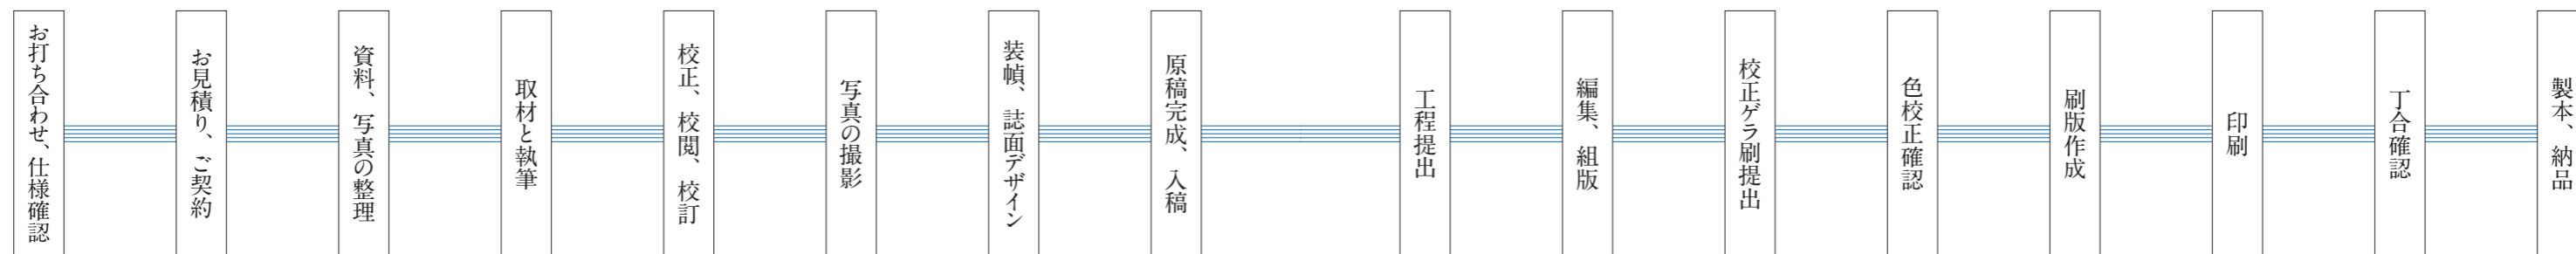 お打ち合わせ、仕様確認
お見積り、ご契約
資料、写真の整理
取材と執筆
校正、校閲、校訂
写真の撮影
装幀、誌面デザイン
原稿完成、入稿
工程提出
編集、組版
校正ゲラ刷提出
色校正確認
刷版作成
印刷
丁合確認
製本、納品